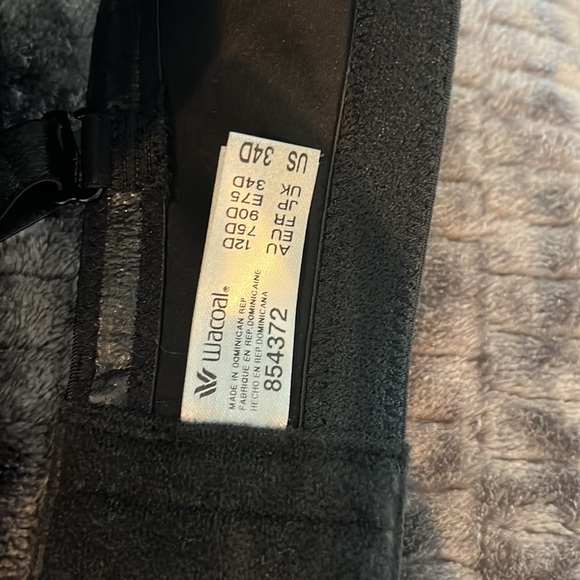 US 34D
UK 34D
JP E75
FR 90D
EU 75D
AU 12D
Wacoal®
MADE IN DOMINICAN REP.
FABRIQUE EN REP. DOMINICAINE
HECHO EN REP. DOMINICANA
854372